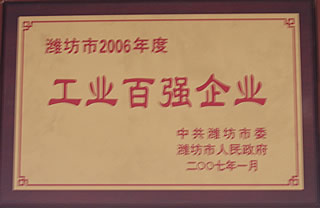 潍坊市2006年度
工业百强企业
中共潍坊市委
潍坊市人民政府
二〇〇七年一月